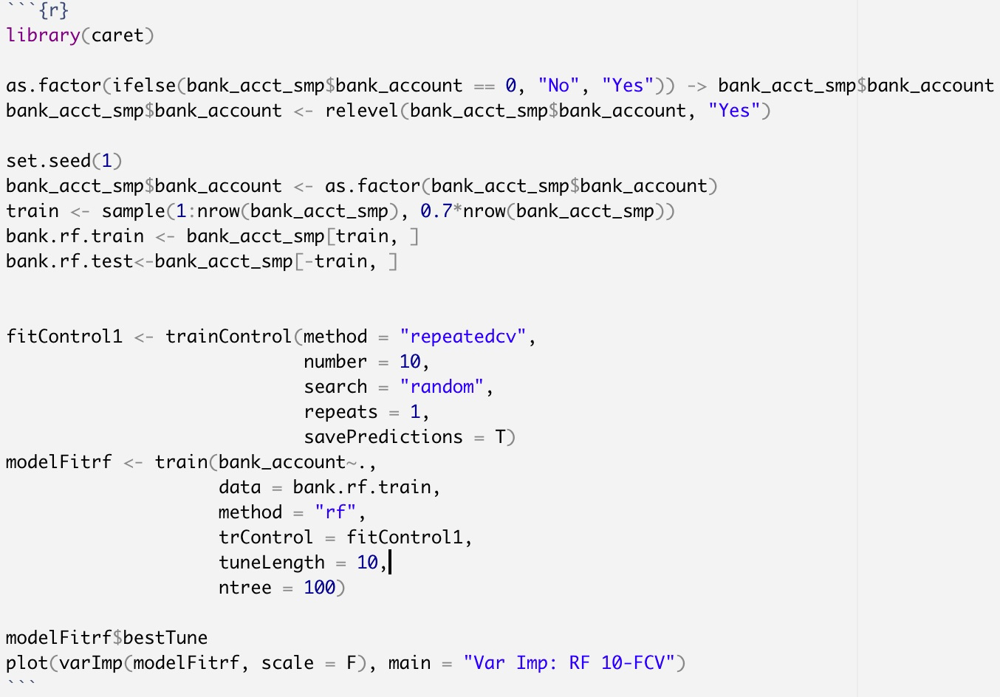 ```{r}
library(caret)

as.factor(ifelse(bank_acct_smp$bank_account == 0, "No", "Yes")) -> bank_acct_smp$bank_account
bank_acct_smp$bank_account <- relevel(bank_acct_smp$bank_account, "Yes")

set.seed(1)
bank_acct_smp$bank_account <- as.factor(bank_acct_smp$bank_account)
train <- sample(1:nrow(bank_acct_smp), 0.7*nrow(bank_acct_smp))
bank.rf.train <- bank_acct_smp[train, ]
bank.rf.test<-bank_acct_smp[-train, ]


fitControl1 <- trainControl(method = "repeatedcv",
                            number = 10,
                            search = "random",
                            repeats = 1,
                            savePredictions = T)
modelFitrf <- train(bank_account~.,
                    data = bank.rf.train,
                    method = "rf",
                    trControl = fitControl1,
                    tuneLength = 10,
                    ntree = 100)

modelFitrf$bestTune
plot(varImp(modelFitrf, scale = F), main = "Var Imp: RF 10-FCV")
```